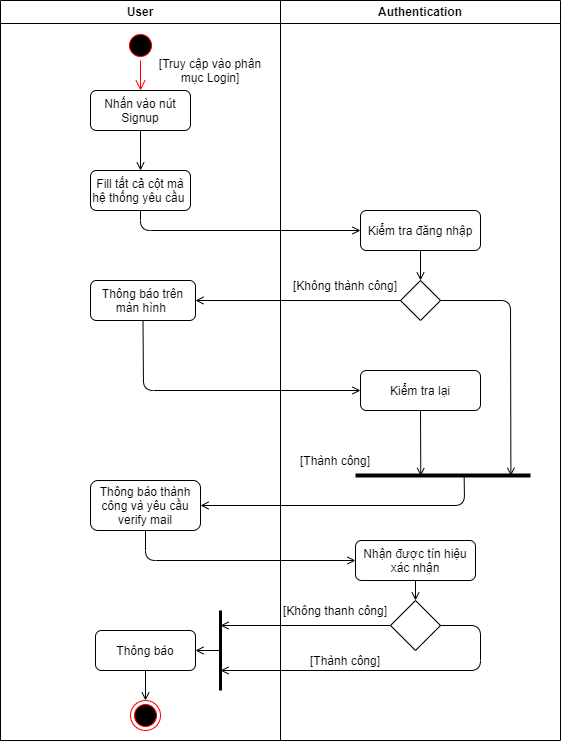 User
Authentication
[Truy cập vào phân
mục Login]
Nhấn vào nút
Signup
Fill tất cả cột mà
hệ thống yêu cầu
Kiểm tra đăng nhập
[Không thành công]
Thông báo trên
màn hình
Kiểm tra lại
[Thành công]
Thông báo thành
công và yêu cầu
verify mail
Nhận được tín hiệu
xác nhận
[Không thanh công]
Thông báo
[Thành công]